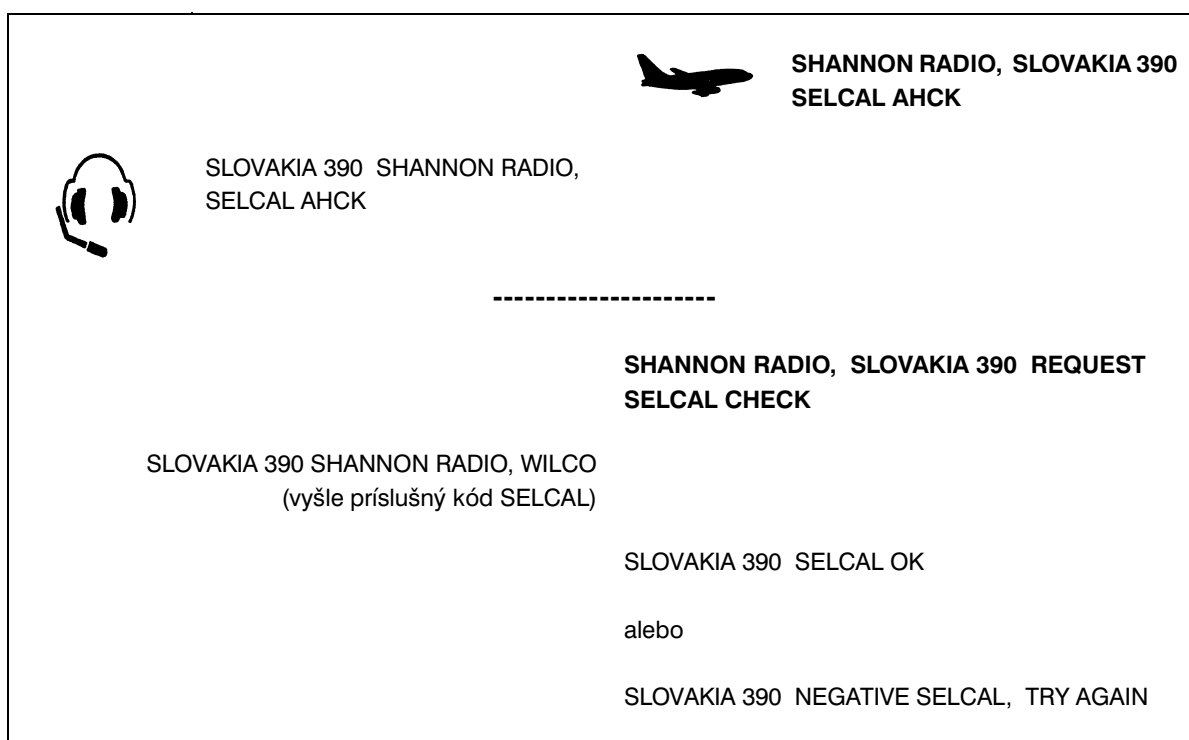 SHANNON RADIO, SLOVAKIA 390
SELCAL AHCK
SLOVAKIA 390 SHANNON RADIO,
SELCAL AHCK
----------------------
SHANNON RADIO, SLOVAKIA 390 REQUEST
SELCAL CHECK
SLOVAKIA 390 SHANNON RADIO, WILCO
(vyšle príslušný kód SELCAL)
SLOVAKIA 390 SELCAL OK
alebo
SLOVAKIA 390 NEGATIVE SELCAL, TRY AGAIN